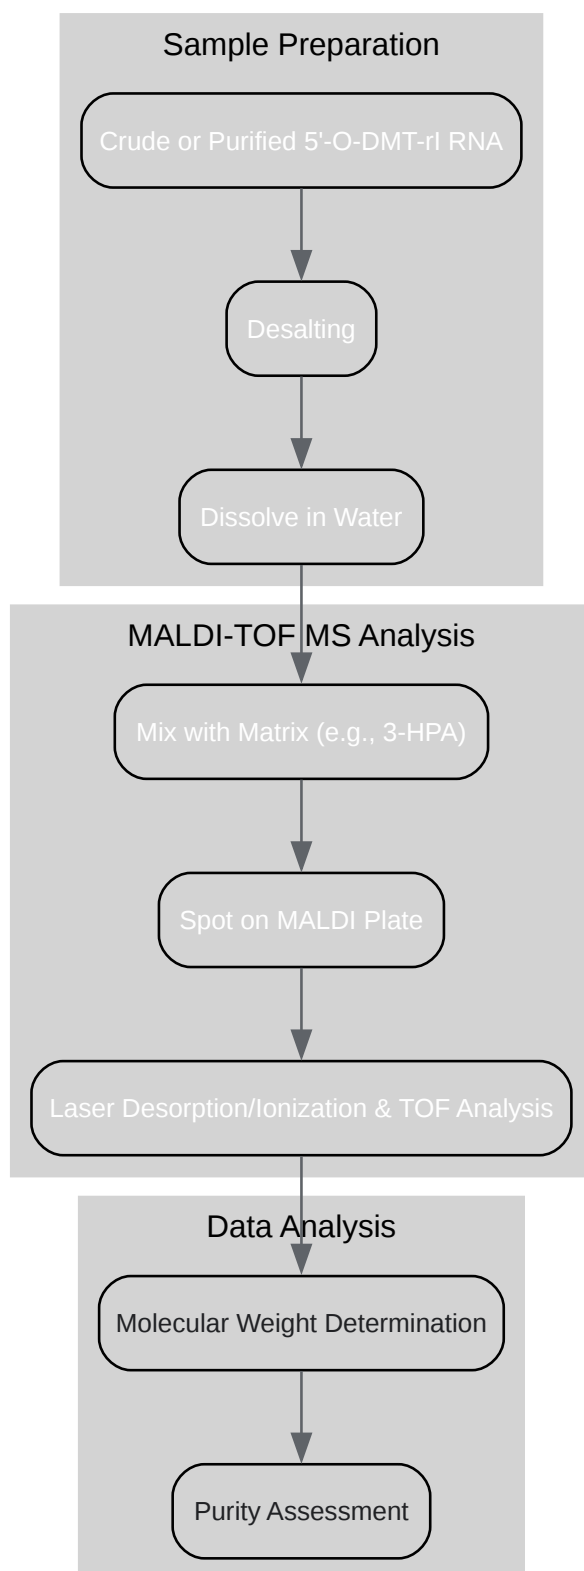 Sample Preparation
Crude or Purified 5'-O-DMT-rI RNA
Desalting
Dissolve in Water
MALDI-TOF MS Analysis
Mix with Matrix (e.g., 3-HPA)
Spot on MALDI Plate
Laser Desorption/Ionization & TOF Analysis
Data Analysis
Molecular Weight Determination
Purity Assessment